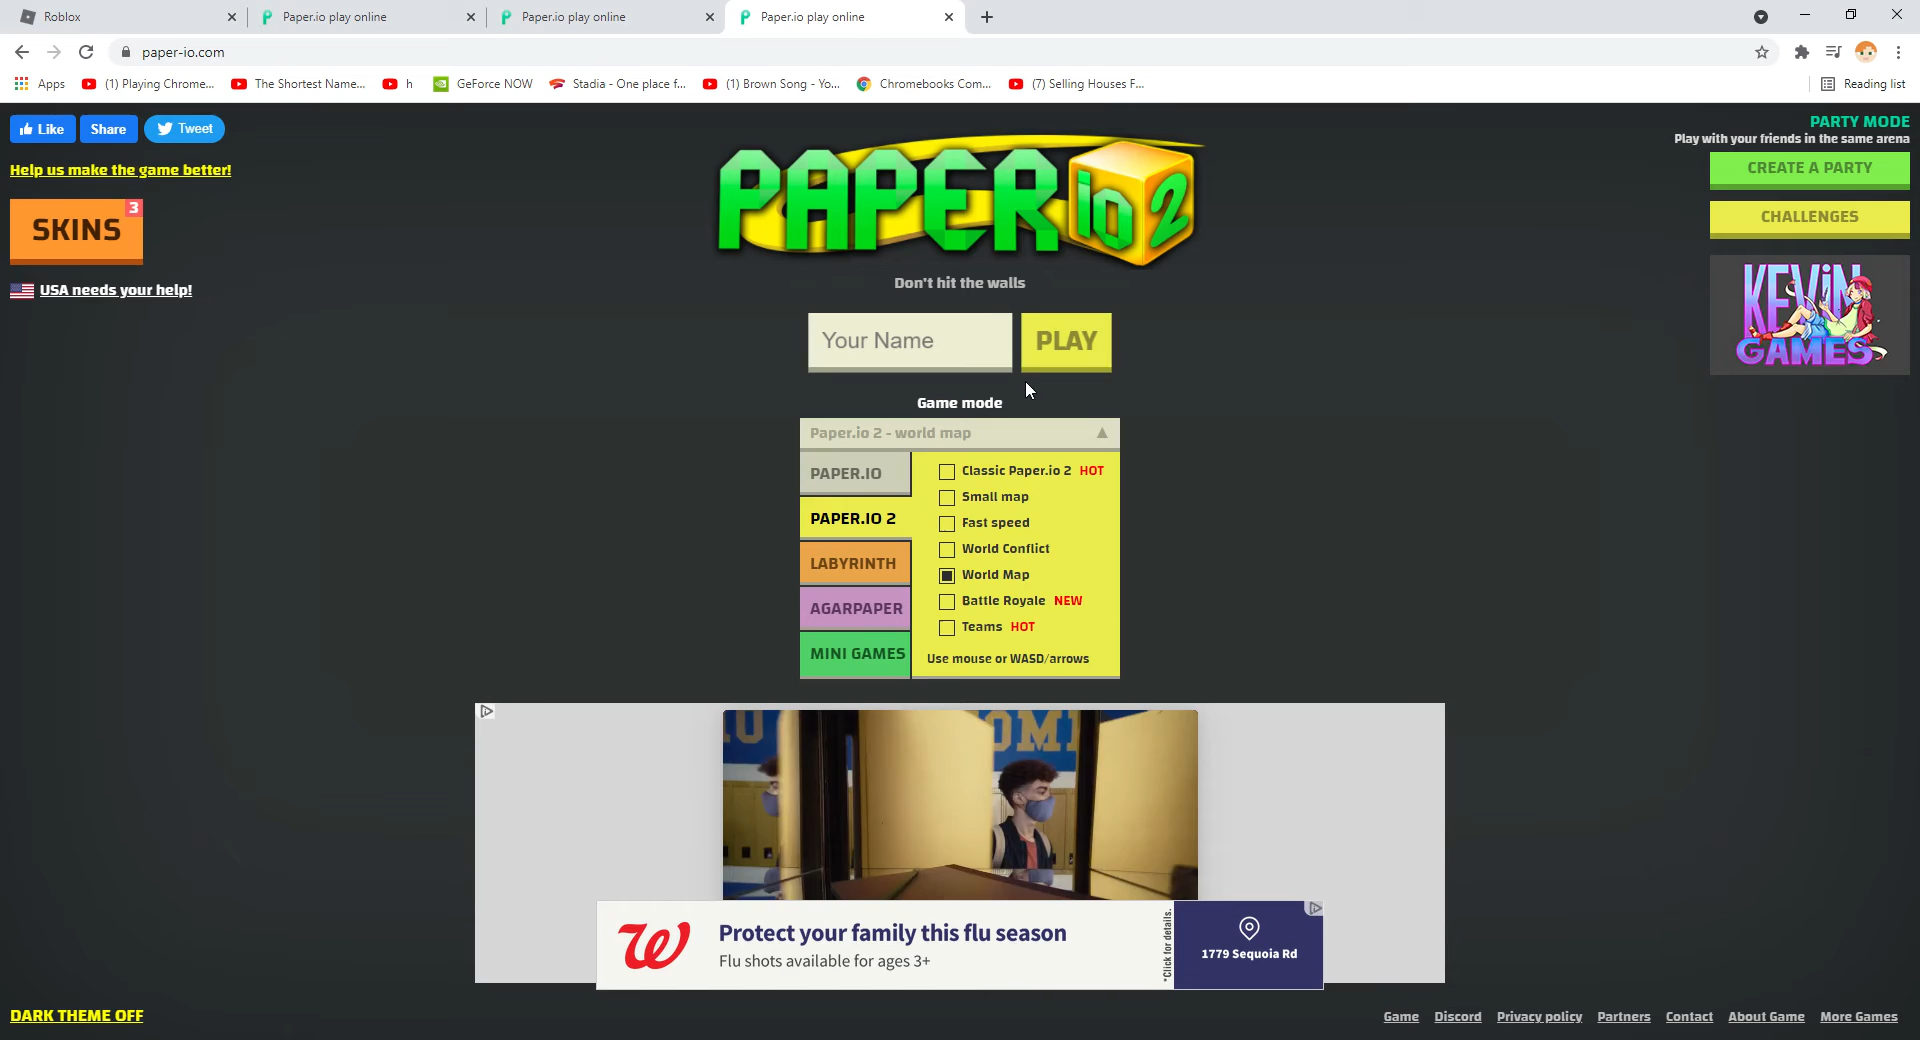 Roblox
Paper.io play online
Paper.io play online
Paper.io play online
paper-io.com
Apps
(1) Playing Chrome...
The Shortest Name...
h
GeForce NOW
Stadia - One place f...
(1) Brown Song - Yo...
Chromebooks Com...
(7) Selling Houses F...
Reading list
Like
Share
Tweet
PARTY MODE
Play with your friends in the same arena
Help us make the game better!
CREATE A PARTY
SKINS
3
CHALLENGES
USA needs your help!
PAPER io 2
Don't hit the walls
KEViN
GAMES
Your Name
PLAY
Game mode
Paper.io 2 - world map
PAPER.IO
PAPER.IO 2
LABYRINTH
AGARPAPER
MINI GAMES
Classic Paper.io 2 HOT
Small map
Fast speed
World Conflict
World Map
Battle Royale NEW
Teams HOT
Use mouse or WASD/arrows
Protect your family this flu season
Flu shots available for ages 3+
*Click for details.
1779 Sequoia Rd
DARK THEME OFF
Game
Discord
Privacy policy
Partners
Contact
About Game
More Games